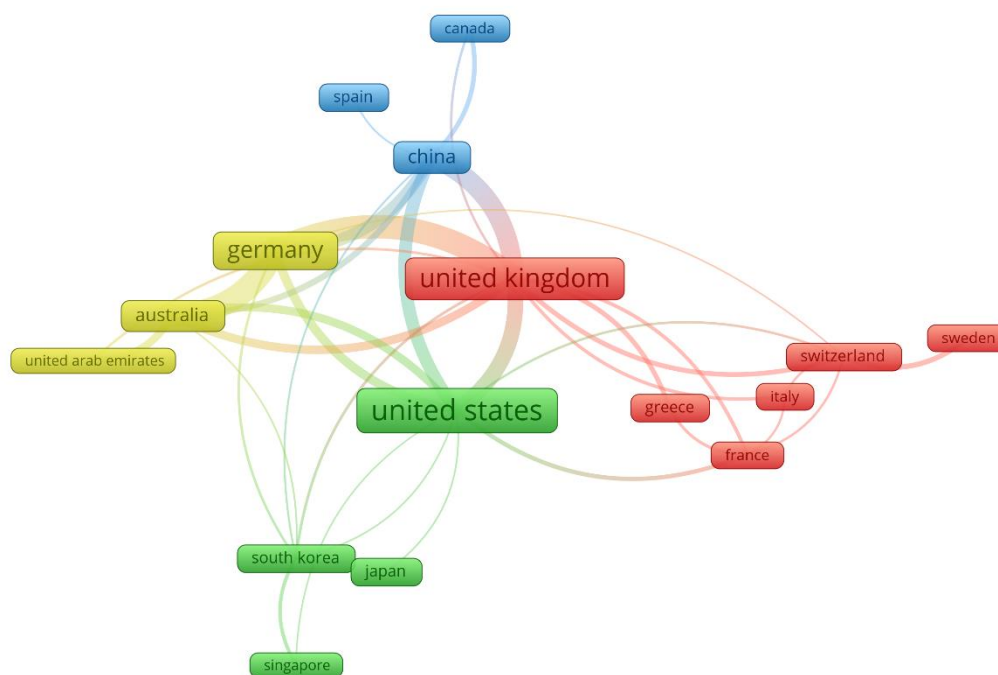 canada
spain
china
germany
united kingdom
australia
sweden
united arab emirates
switzerland
italy
greece
united states
france
south korea
japan
singapore